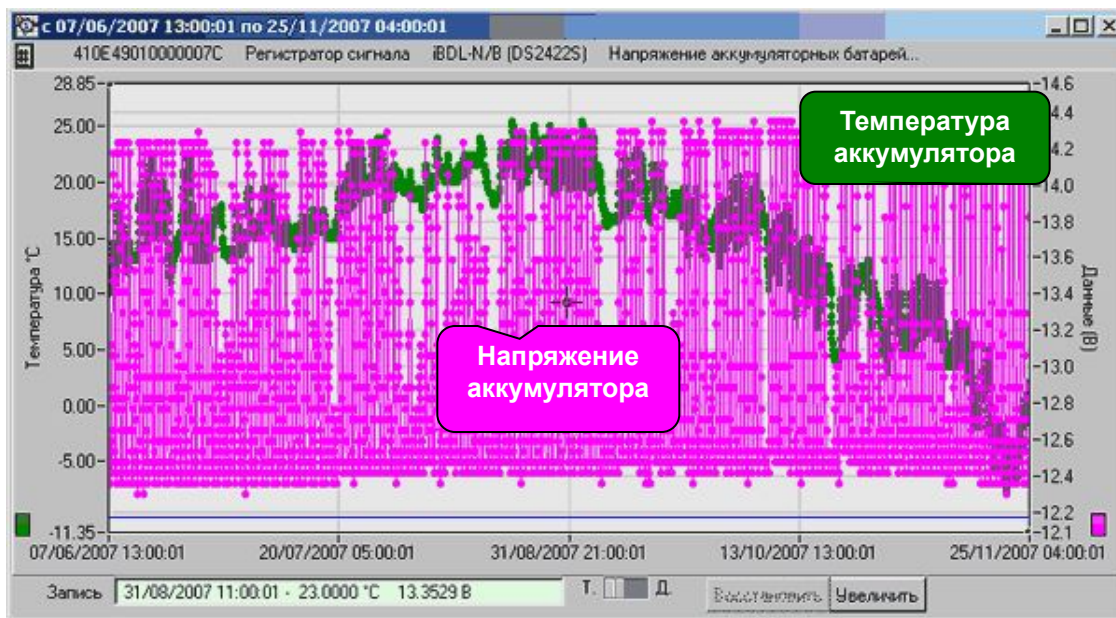 с 07/06/2007 13:00:01 по 25/11/2007 04:00:01
410E49010000007C Регистратор сигнала iBDL-N/B (DS2422S) Напряжение аккумуляторных батарей...
28.85
25.00
20.00
15.00
10.00
5.00
0.00
-5.00
-11.35
Температура °C
14.6
14.4
14.2
14.0
13.8
13.6
13.4
13.2
13.0
12.8
12.6
12.4
12.2
12.1
Данные (В)
Температура
аккумулятора
Напряжение
аккумулятора
07/06/2007 13:00:01 20/07/2007 05:00:01 31/08/2007 21:00:01 13/10/2007 13:00:01 25/11/2007 04:00:01
Запись 31/08/2007 11:00:01 - 23.0000 °C 13.3529 В Т. Д. Восстановить Увеличить